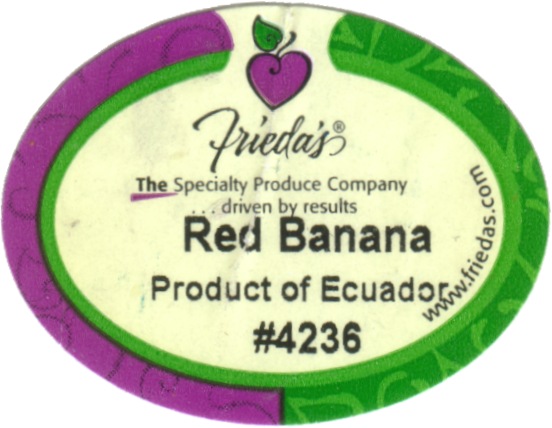 Frieda's®
The Specialty Produce Company
. . . driven by results
Red Banana
Product of Ecuador
#4236
www.friedas.com